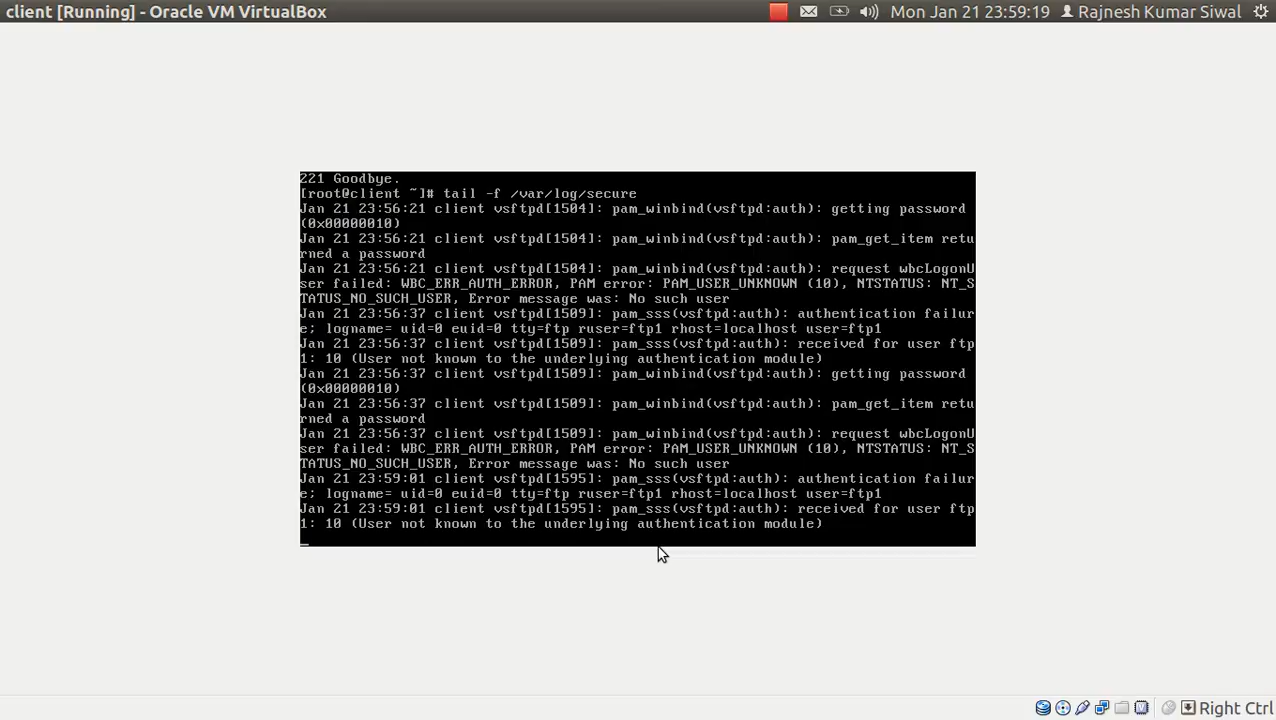 client [Running] - Oracle VM VirtualBox
Mon Jan 21 23:59:19 Rajnesh Kumar Siwal
221 Goodbye.
[root@client ~]# tail -f /var/log/secure
Jan 21 23:56:21 client vsftpd[1504]: pam_winbind(vsftpd:auth): getting password
(0x00000010)
Jan 21 23:56:21 client vsftpd[1504]: pam_winbind(vsftpd:auth): pam_get_item retu
rned a password
Jan 21 23:56:21 client vsftpd[1504]: pam_winbind(vsftpd:auth): request wbcLogonU
ser failed: WBC_ERR_AUTH_ERROR, PAM error: PAM_USER_UNKNOWN (10), NTSTATUS: NT_S
TATUS_NO_SUCH_USER, Error message was: No such user
Jan 21 23:56:37 client vsftpd[1509]: pam_sss(vsftpd:auth): authentication failur
e; logname= uid=0 euid=0 tty=ftp ruser=ftp1 rhost=localhost user=ftp1
Jan 21 23:56:37 client vsftpd[1509]: pam_sss(vsftpd:auth): received for user ftp
1: 10 (User not known to the underlying authentication module)
Jan 21 23:56:37 client vsftpd[1509]: pam_winbind(vsftpd:auth): getting password
(0x00000010)
Jan 21 23:56:37 client vsftpd[1509]: pam_winbind(vsftpd:auth): pam_get_item retu
rned a password
Jan 21 23:56:37 client vsftpd[1509]: pam_winbind(vsftpd:auth): request wbcLogonU
ser failed: WBC_ERR_AUTH_ERROR, PAM error: PAM_USER_UNKNOWN (10), NTSTATUS: NT_S
TATUS_NO_SUCH_USER, Error message was: No such user
Jan 21 23:59:01 client vsftpd[1595]: pam_sss(vsftpd:auth): authentication failur
e; logname= uid=0 euid=0 tty=ftp ruser=ftp1 rhost=localhost user=ftp1
Jan 21 23:59:01 client vsftpd[1595]: pam_sss(vsftpd:auth): received for user ftp
1: 10 (User not known to the underlying authentication module)
Right Ctrl